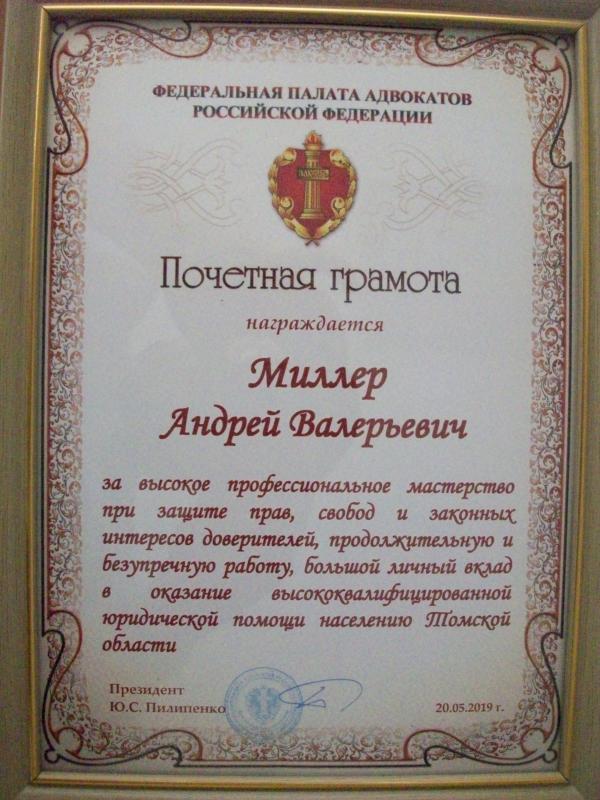 ФЕДЕРАЛЬНАЯ ПАЛАТА АДВОКАТОВ
РОССИЙСКОЙ ФЕДЕРАЦИИ
ЗАКОНЪ
Почетная грамота
награждается
Миллер
Андрей Валерьевич
за высокое профессиональное мастерство
при защите прав, свобод и законных
интересов доверителей, продолжительную и
безупречную работу, большой личный вклад
в оказание высококвалифицированной
юридической помощи населению Томской
области
Президент
Ю.С. Пилипенко
20.05.2019 г.